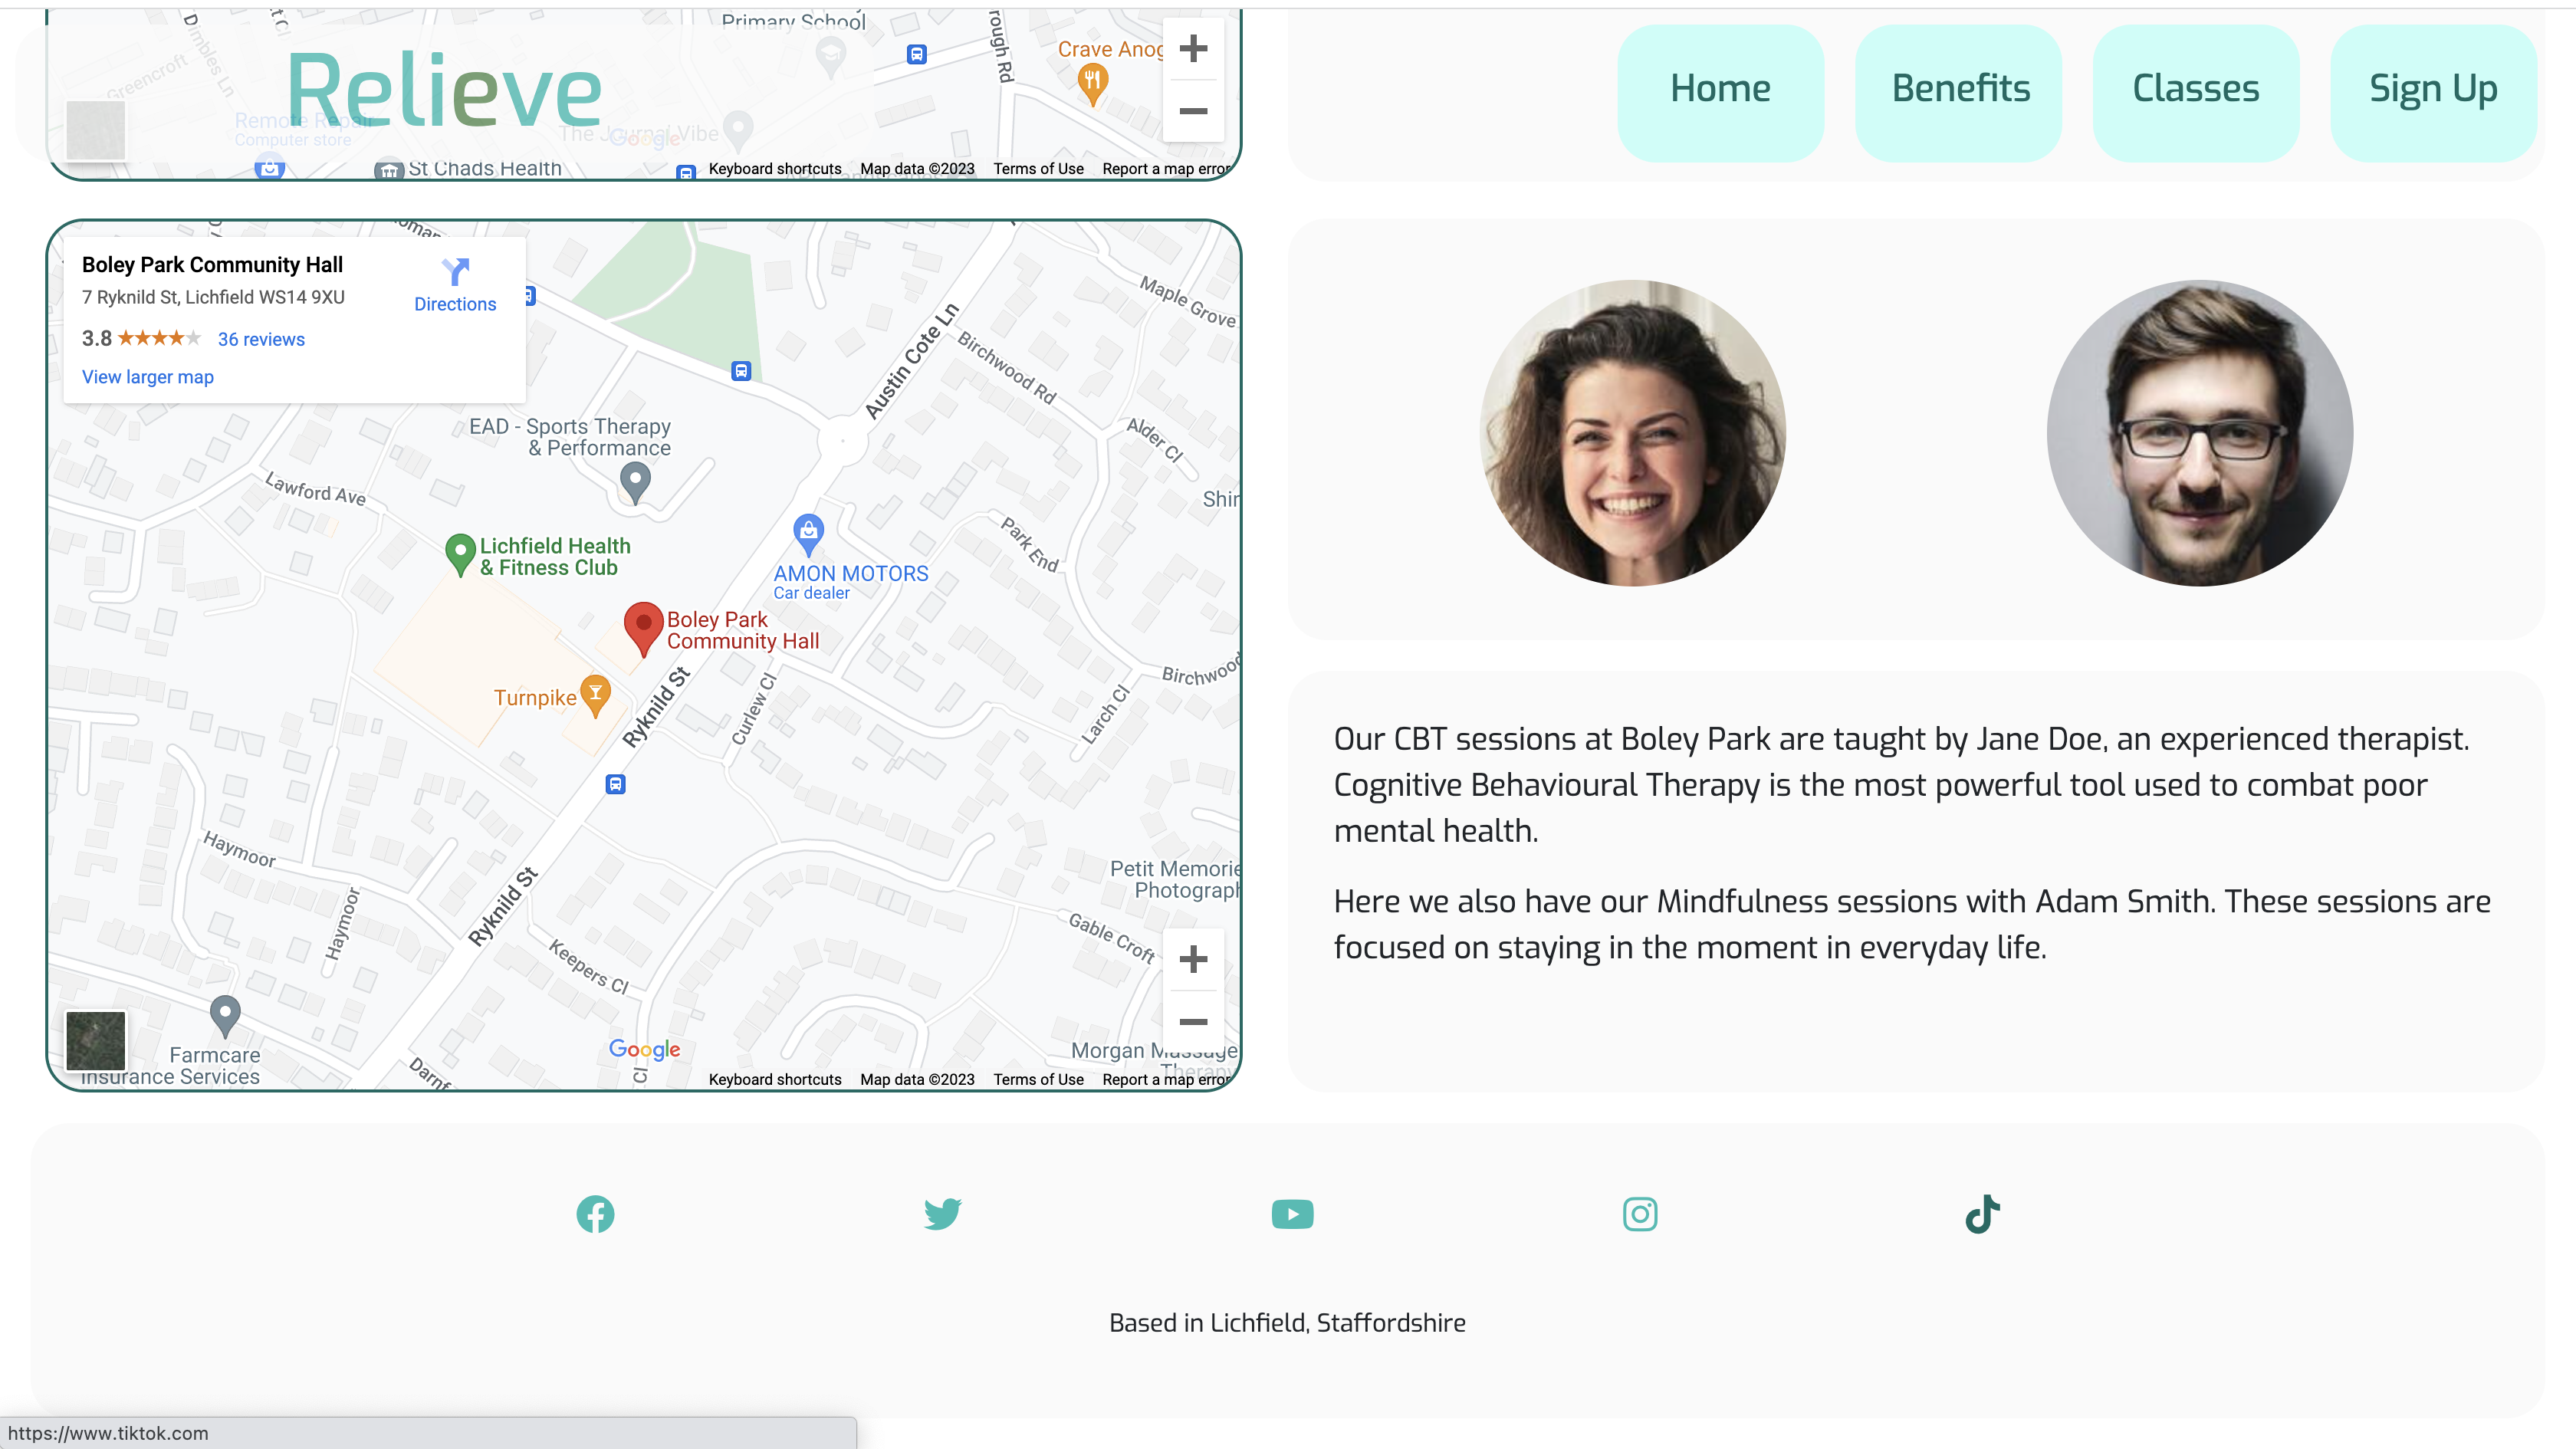 Primary School
Dimbles Ln
Greencroft
Crave Anog
Relieve
Remote Repair
Computer store
The Journal Vibe
Google
St Chads Health
Keyboard shortcuts
Map data ©2023
Terms of Use
Report a map error
Home
Benefits
Classes
Sign Up
Boley Park Community Hall
7 Ryknild St, Lichfield WS14 9XU
Directions
3.8
36 reviews
View larger map
Maple Grove
Austin Cote Ln
Birchwood Rd
Alder Cl
EAD - Sports Therapy
& Performance
Lawford Ave
Shir
Park End
Lichfield Health
& Fitness Club
AMON MOTORS
Car dealer
Boley Park
Community Hall
Turnpike
Ryknild St
Curlew Cl
Birchwood
Larch Cl
Haymoor
Haymoor
Ryknild St
Keepers Cl
Petit Memorie
Photograph
Gable Croft
Farmcare
Insurance Services
Darnf
Cl
Google
Morgan Massage
Therapy
Keyboard shortcuts
Map data ©2023
Terms of Use
Report a map error
Our CBT sessions at Boley Park are taught by Jane Doe, an experienced therapist.
Cognitive Behavioural Therapy is the most powerful tool used to combat poor
mental health.
Here we also have our Mindfulness sessions with Adam Smith. These sessions are
focused on staying in the moment in everyday life.
Based in Lichfield, Staffordshire
https://www.tiktok.com